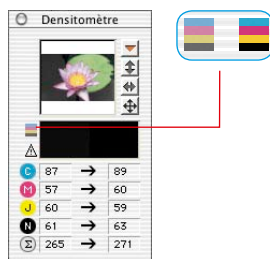 Densitomètre
C 87 → 89
M 57 → 60
J 60 → 59
N 61 → 63
Σ 265 → 271